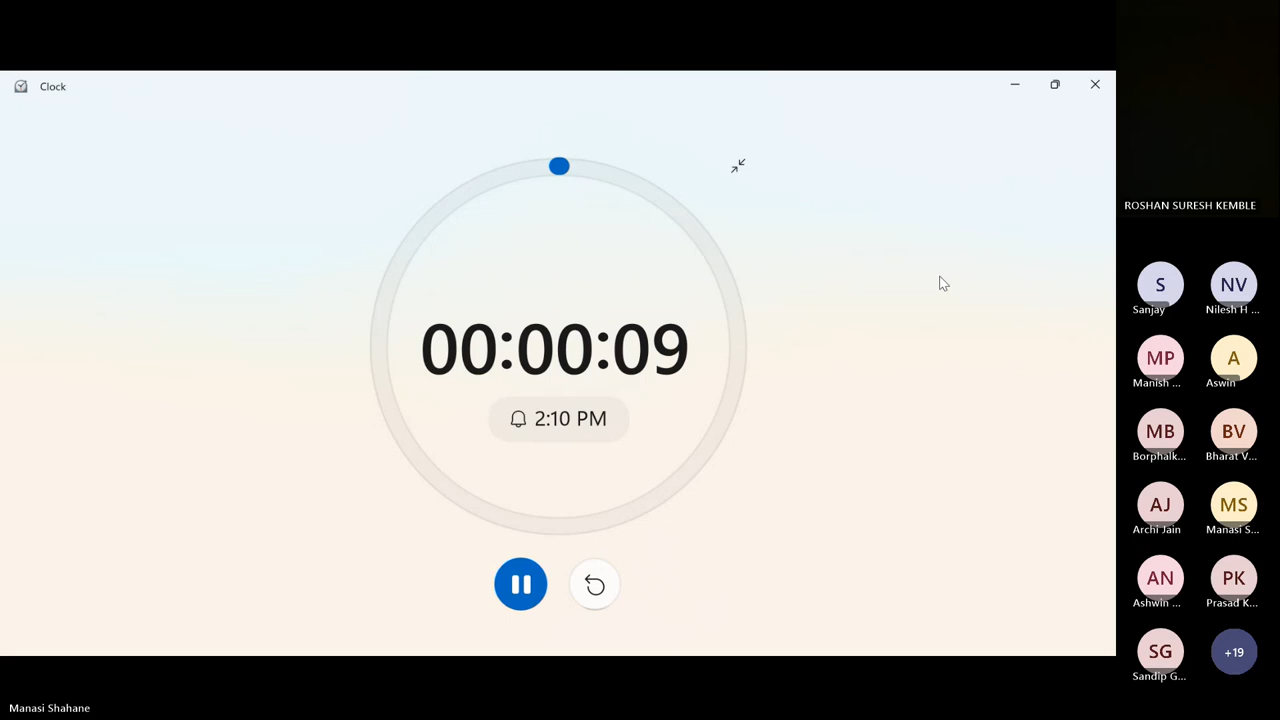 Clock
00:00:09
2:10 PM
ROSHAN SURESH KEMBLE
S
Sanjay
NV
Nilesh H ...
MP
Manish ...
A
Aswin
MB
Borphalk...
BV
Bharat V...
AJ
Archi Jain
MS
Manasi S...
AN
Ashwin ...
PK
Prasad K...
SG
Sandip G...
+19
Manasi Shahane